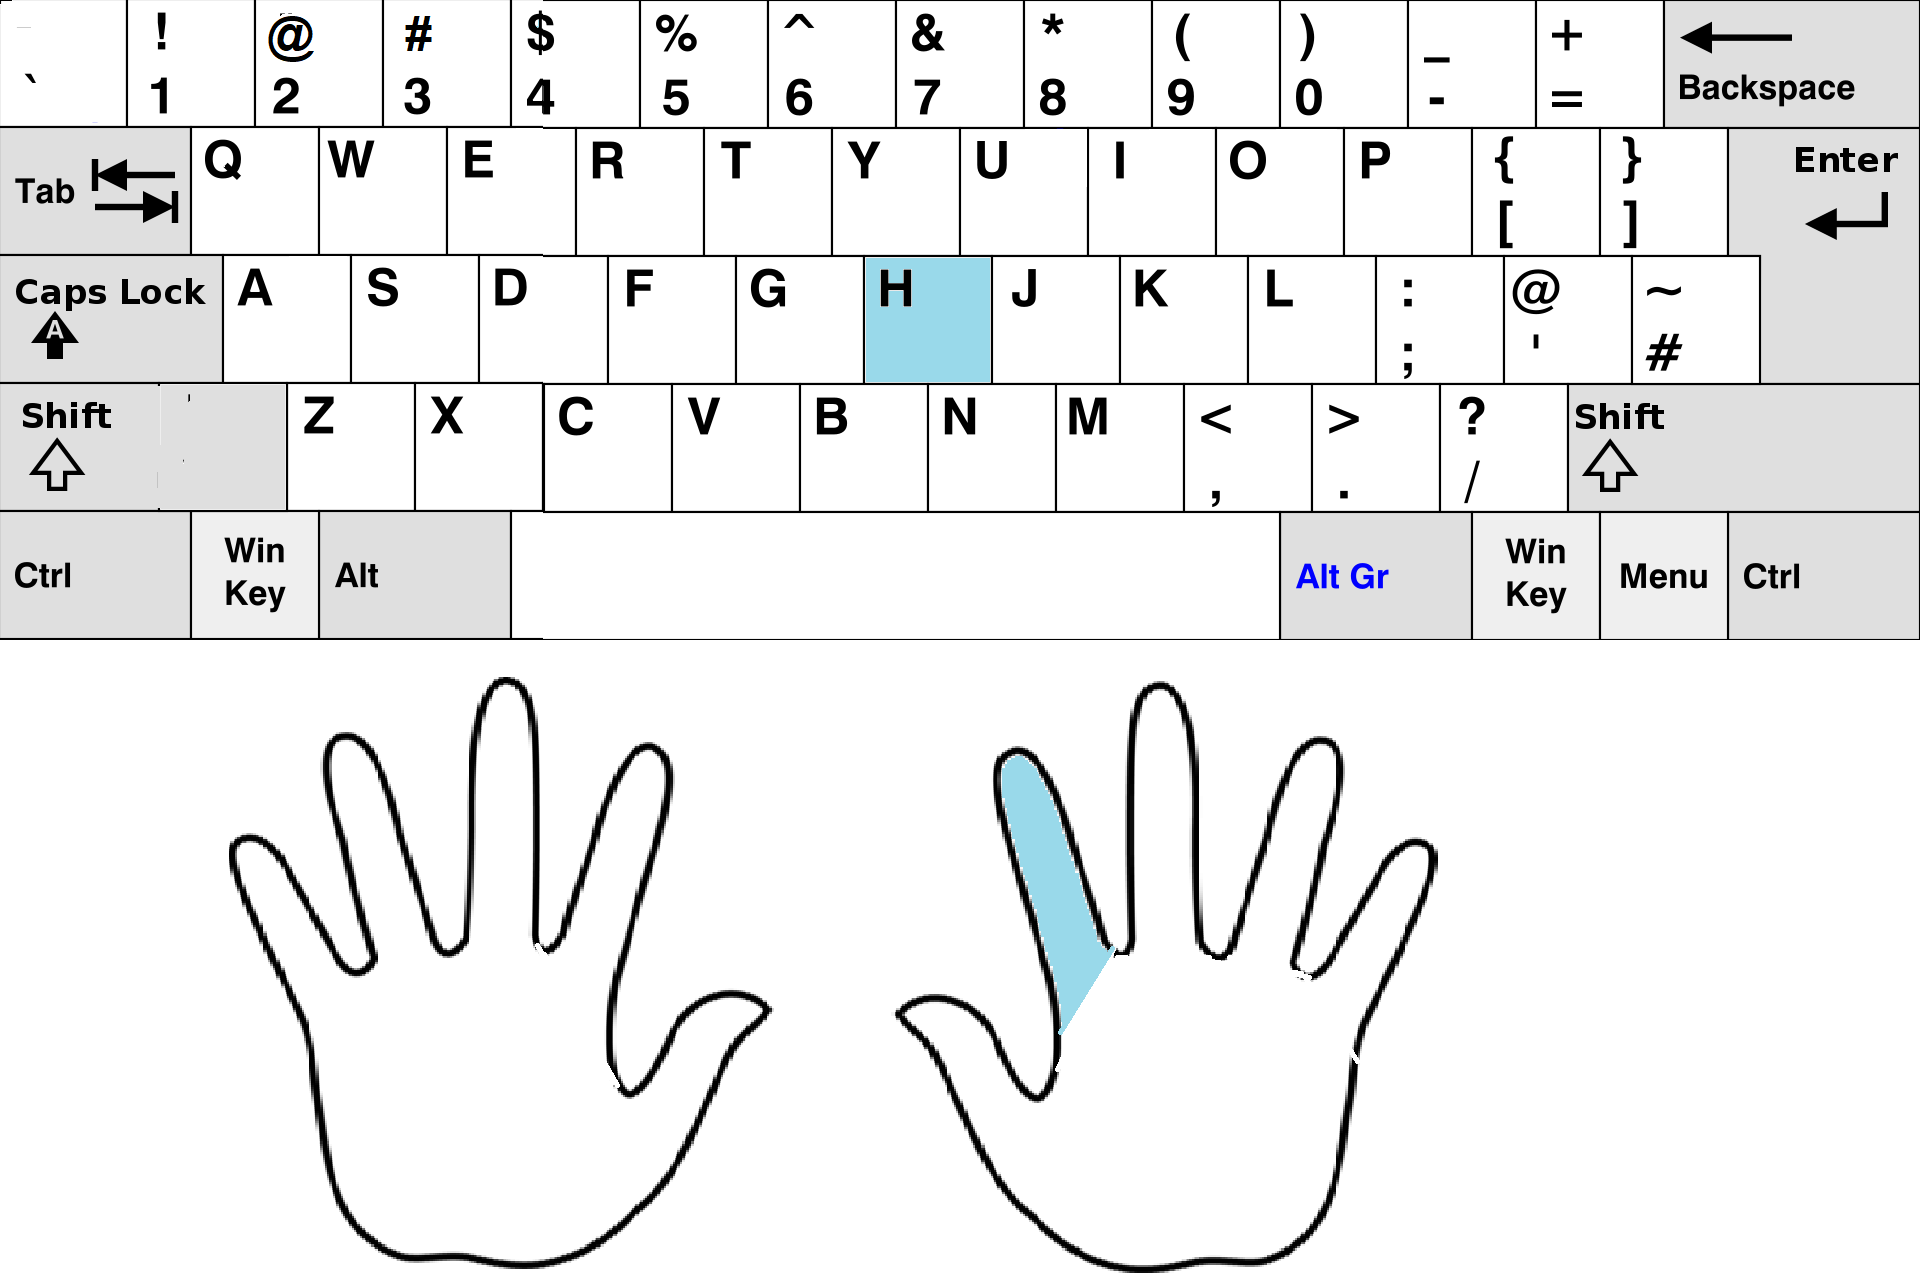 ! @ # $ % ^ & * ( ) _ +
` 1 2 3 4 5 6 7 8 9 0 - = Backspace
Tab Q W E R T Y U I O P { } Enter
[ ]
Caps Lock A S D F G H J K L : @ ~
A ; ' #
Shift Z X C V B N M < > ? Shift
, . /
Ctrl Win Key Alt Alt Gr Win Key Menu Ctrl